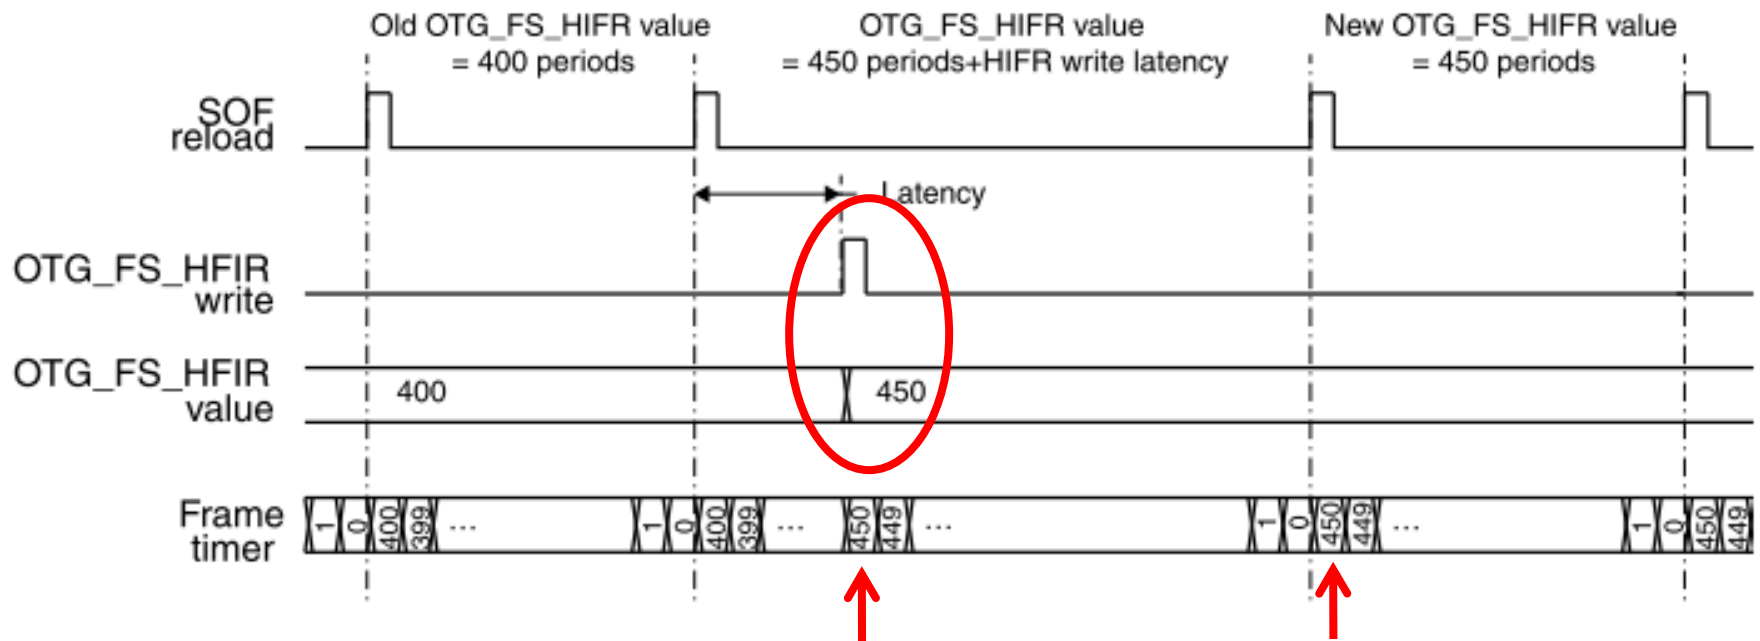 Old OTG_FS_HIFR value
= 400 periods
OTG_FS_HIFR value
= 450 periods+HIFR write latency
New OTG_FS_HIFR value
= 450 periods
SOF
reload
Latency
OTG_FS_HFIR
write
OTG_FS_HFIR
value
400
450
Frame
timer
1 0 400 399 ... 1 0 400 399 ... 450 449 ... 1 0 450 449 ... 1 0 450 449